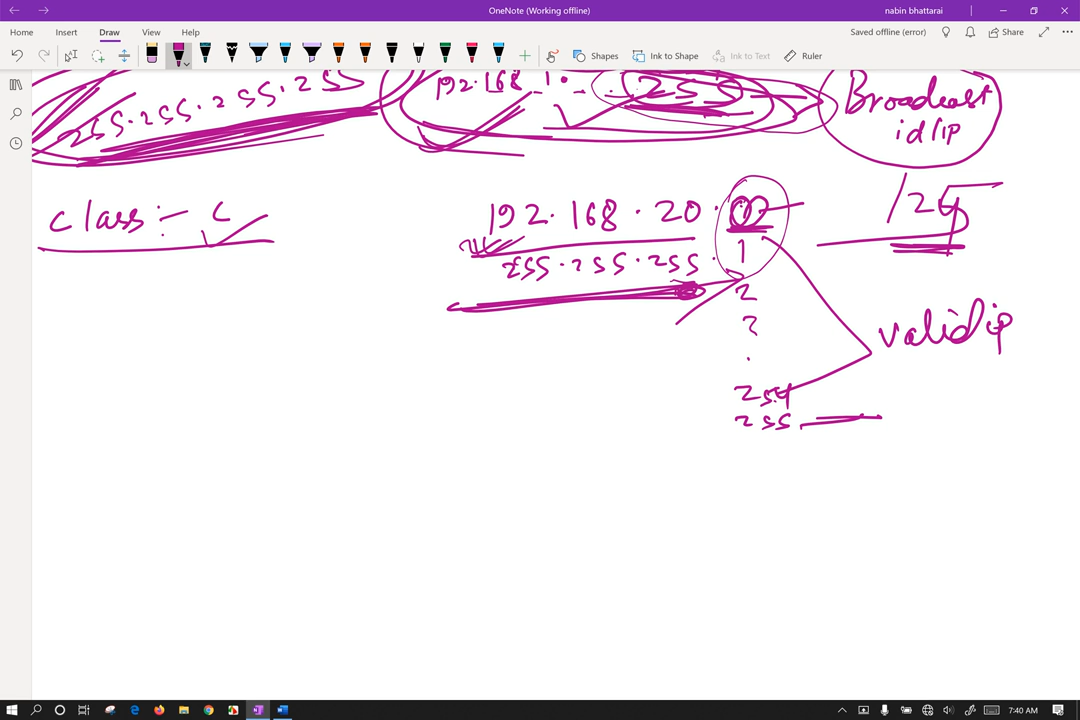 OneNote (Working offline)
nabin bhattarai
Home Insert Draw View Help
Saved offline (error)
Share
Shapes
Ink to Shape
Ink to Text
Ruler
255.255.255.255
192.168.1.
255
Broadcast
id/ip
class:- C
192.168.20.0
/24
255.255.255.
1
2
?
.
254
255
valid ip
7:40 AM